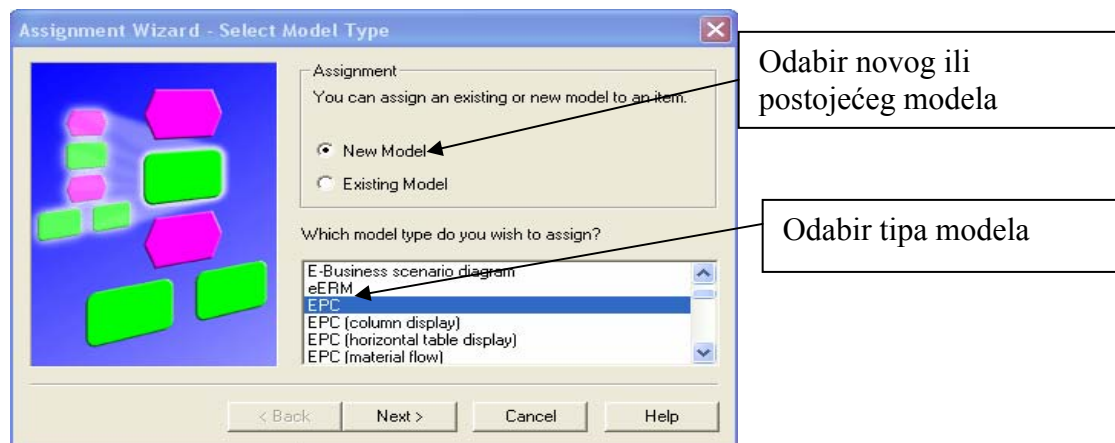 Assignment Wizard - Select Model Type
Assignment
You can assign an existing or new model to an item.
New Model
Existing Model
Which model type do you wish to assign?
E-Business scenario diagram
eERM
EPC
EPC (column display)
EPC (horizontal table display)
EPC (material flow)
< Back
Next >
Cancel
Help
Odabir novog ili
postojećeg modela
Odabir tipa modela